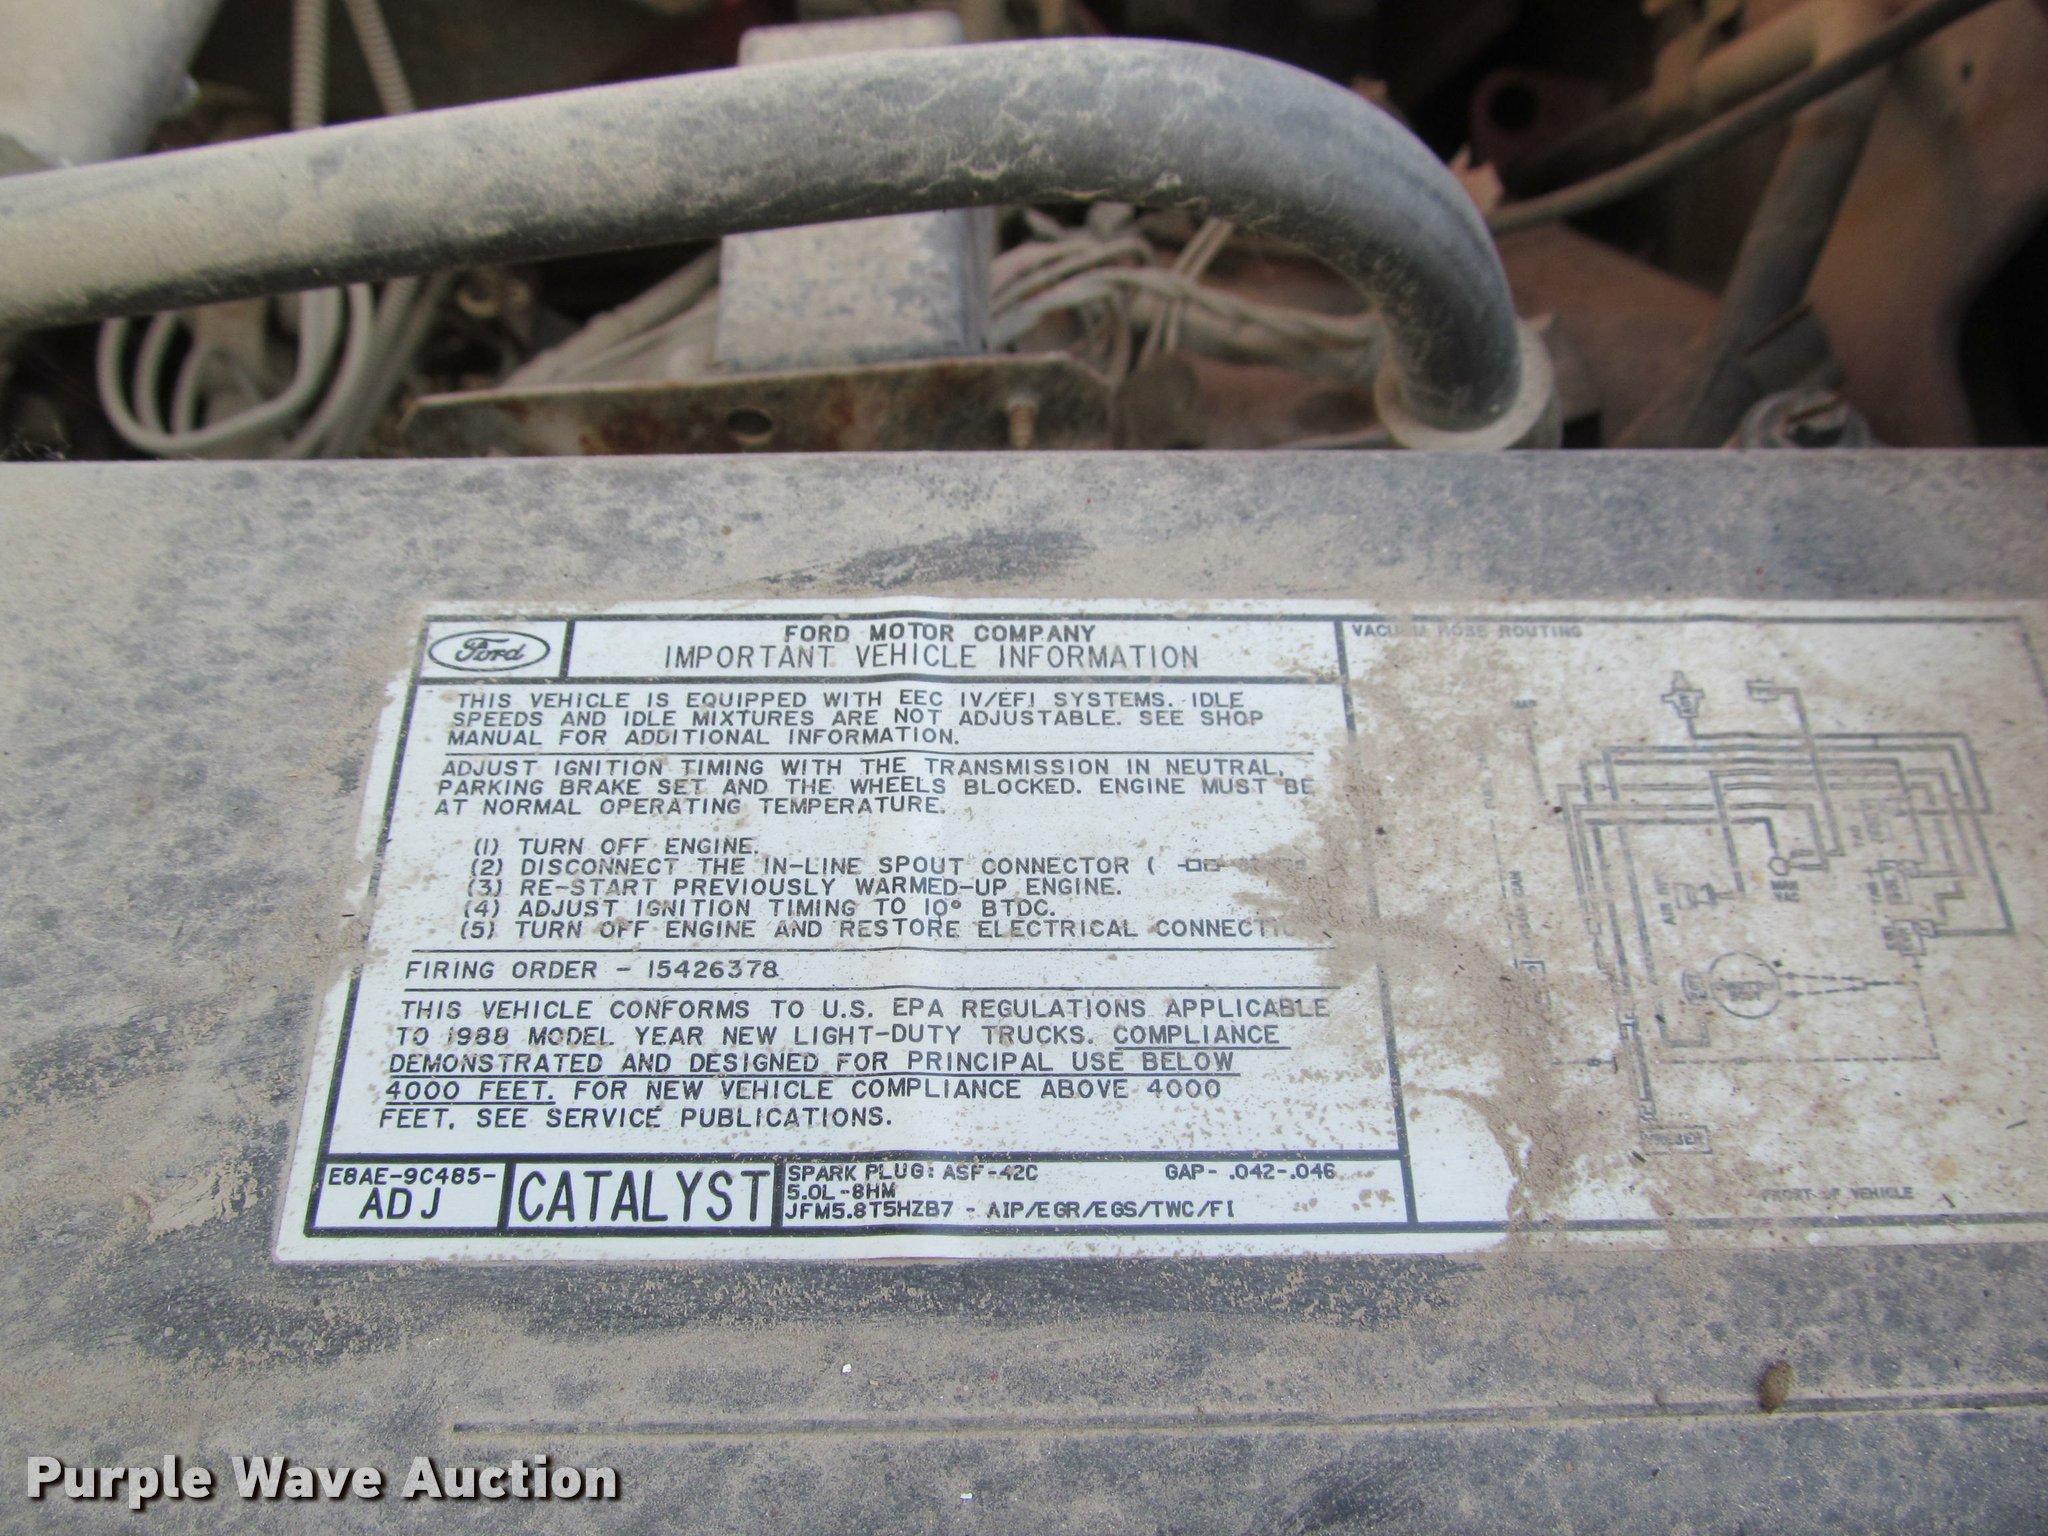 Ford
FORD MOTOR COMPANY
IMPORTANT VEHICLE INFORMATION
THIS VEHICLE IS EQUIPPED WITH EEC IV/EFI SYSTEMS. IDLE
SPEEDS AND IDLE MIXTURES ARE NOT ADJUSTABLE. SEE SHOP
MANUAL FOR ADDITIONAL INFORMATION.
ADJUST IGNITION TIMING WITH THE TRANSMISSION IN NEUTRAL,
PARKING BRAKE SET AND THE WHEELS BLOCKED. ENGINE MUST BE
AT NORMAL OPERATING TEMPERATURE.
(1) TURN OFF ENGINE.
(2) DISCONNECT THE IN-LINE SPOUT CONNECTOR (
(3) RE-START PREVIOUSLY WARMED-UP ENGINE.
(4) ADJUST IGNITION TIMING TO 10° BTDC.
(5) TURN OFF ENGINE AND RESTORE ELECTRICAL
FIRING ORDER - 15426378
THIS VEHICLE CONFORMS TO U.S. EPA REGULATIONS APPLICABLE
TO 1988 MODEL YEAR NEW LIGHT-DUTY TRUCKS. COMPLIANCE
DEMONSTRATED AND DESIGNED FOR PRINCIPAL USE BELOW
4000 FEET. FOR NEW VEHICLE COMPLIANCE ABOVE 4000
FEET, SEE SERVICE PUBLICATIONS.
E8AE-9C485-
ADJ
CATALYST
SPARK PLUG: ASF-42C GAP- .042-.046
5.0L-8HM
JFM5.8T5HZB7 - AIP/EGR/EGS/TWC/FI
VACUUM HOSE ROUTING
MAP
CAN
AIR
FRONT OF VEHICLE
Purple Wave Auction